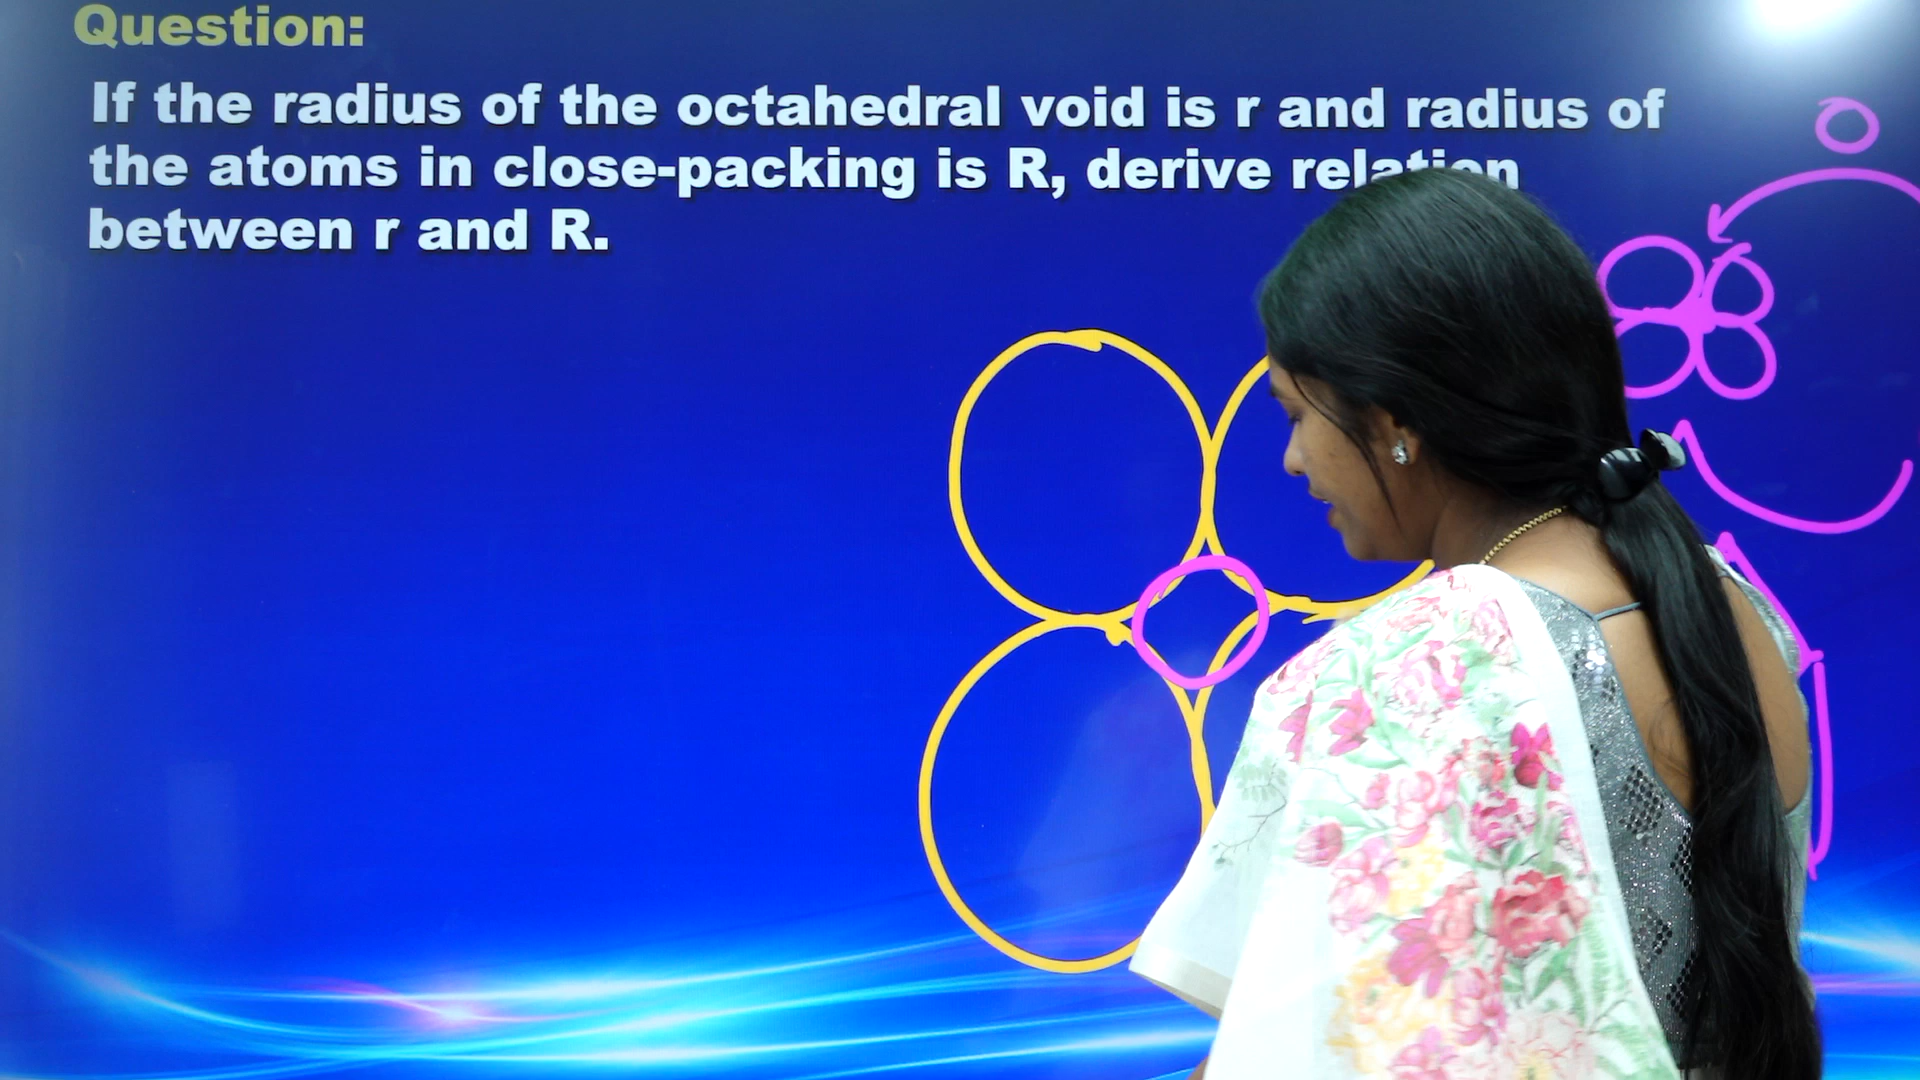 Question:
If the radius of the octahedral void is r and radius of
the atoms in close-packing is R, derive relation
between r and R.